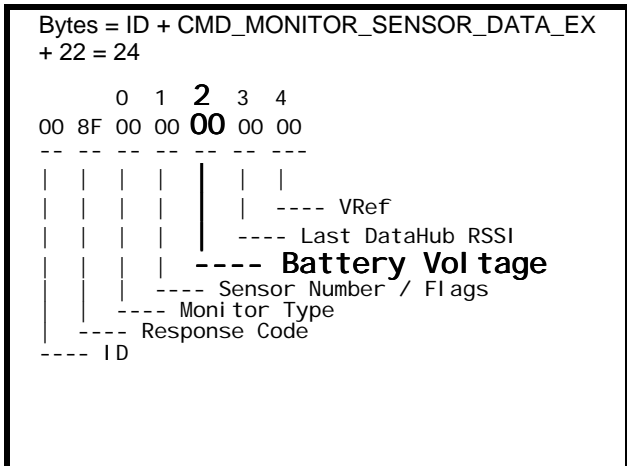 Bytes = ID + CMD_MONITOR_SENSOR_DATA_EX
+ 22 = 24
0 1 2 3 4
00 8F 00 00 00 00 00
-- -- -- -- -- -- ---
| | | | | | |
| | | | | | ---- VRef
| | | | | ---- Last DataHub RSSI
| | | | ---- Battery Voltage
| | | ---- Sensor Number / Flags
| | ---- Monitor Type
| ---- Response Code
---- ID